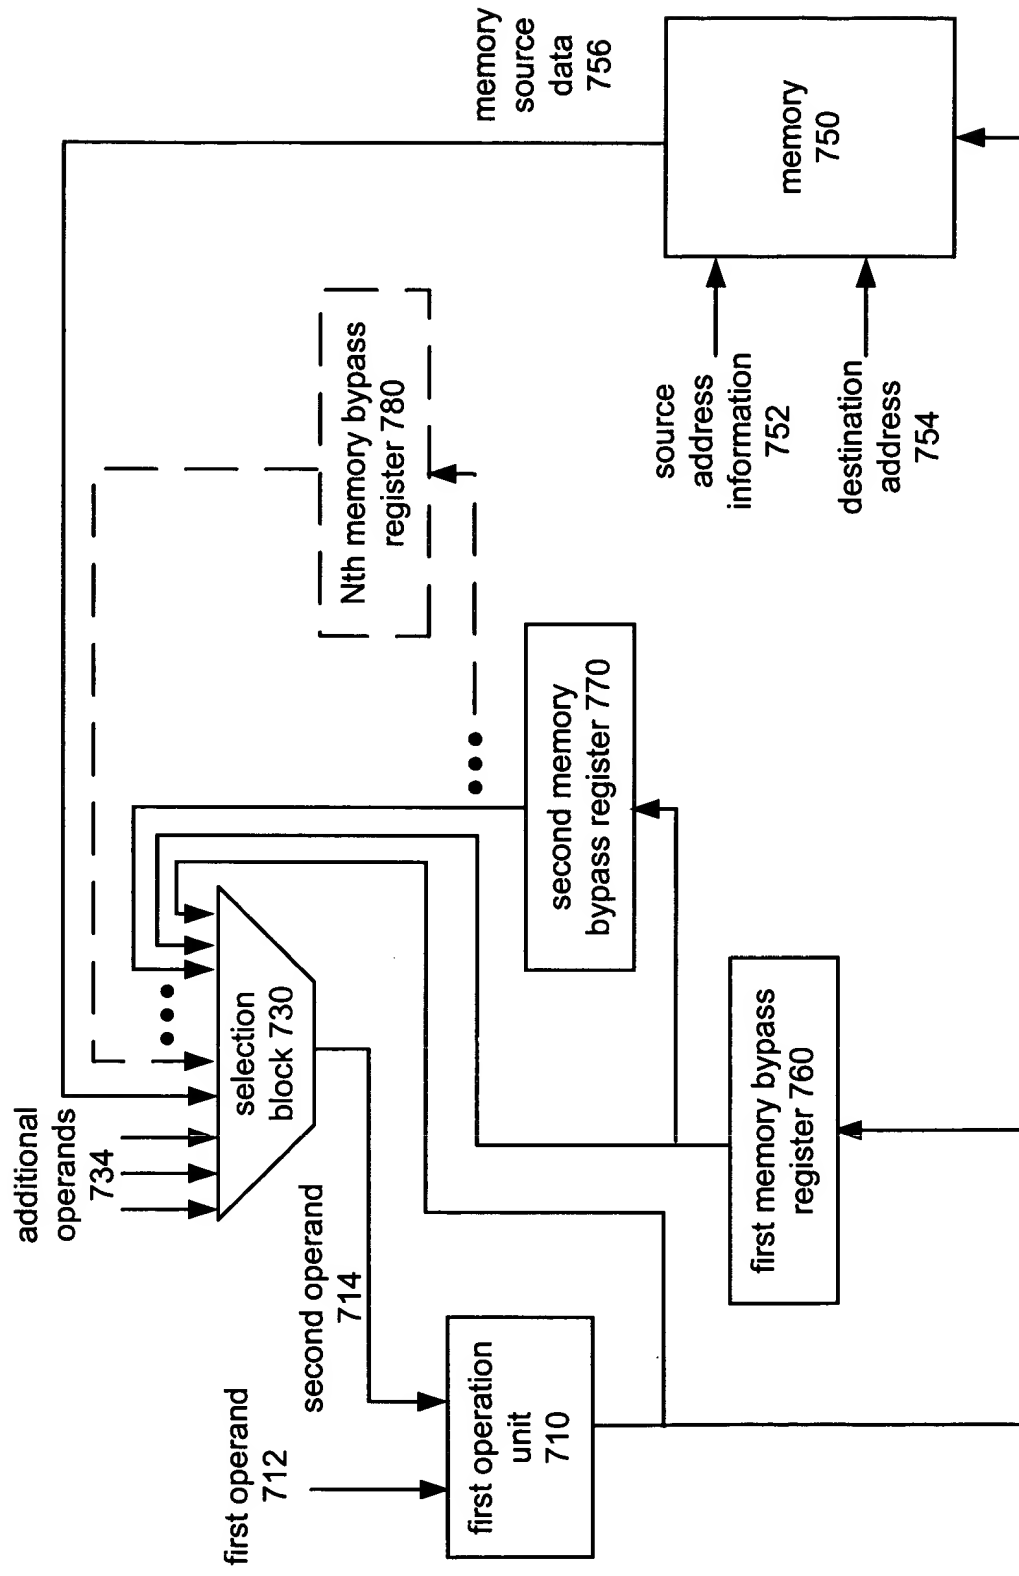 additional
operands
734
selection
block 730
memory
source
data
756
memory
750
source
address
information
752
destination
address
754
Nth memory bypass
register 780
second memory
bypass register 770
first memory bypass
register 760
first operand
712
second operand
714
first operation
unit
710